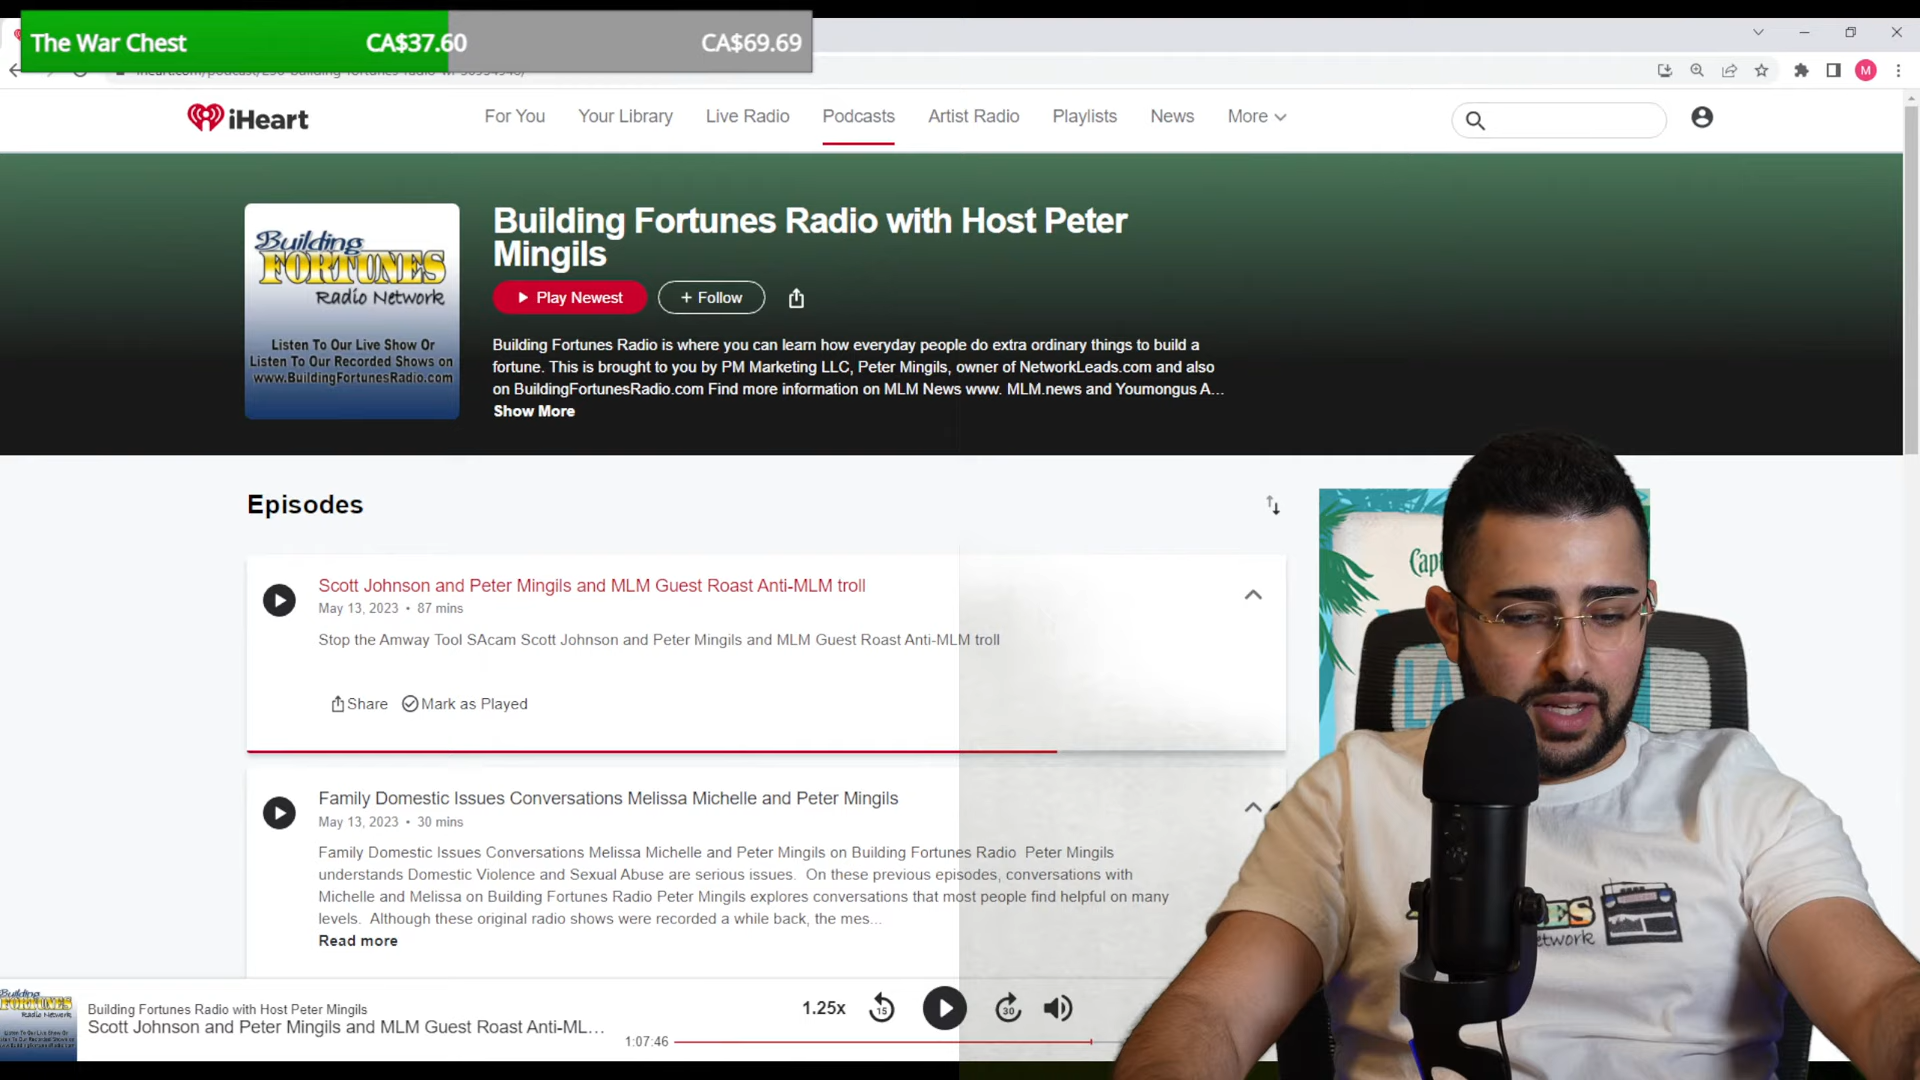 The War Chest CA$37.60 CA$69.69
M
iHeart For You Your Library Live Radio Podcasts Artist Radio Playlists News More
Building
FORTUNES
Radio Network
Listen To Our Live Show Or
Listen To Our Recorded Shows on
www.BuildingFortunesRadio.com
Building Fortunes Radio with Host Peter
Mingils
Play Newest + Follow
Building Fortunes Radio is where you can learn how everyday people do extra ordinary things to build a
fortune. This is brought to you by PM Marketing LLC, Peter Mingils, owner of NetworkLeads.com and also
on BuildingFortunesRadio.com Find more information on MLM News www. MLM.news and Youmongus A...
Show More
Episodes
Scott Johnson and Peter Mingils and MLM Guest Roast Anti-MLM troll
May 13, 2023 • 87 mins
Stop the Amway Tool SAcam Scott Johnson and Peter Mingils and MLM Guest Roast Anti-MLM troll
Share Mark as Played
Family Domestic Issues Conversations Melissa Michelle and Peter Mingils
May 13, 2023 • 30 mins
Family Domestic Issues Conversations Melissa Michelle and Peter Mingils on Building Fortunes Radio Peter Mingils
understands Domestic Violence and Sexual Abuse are serious issues. On these previous episodes, conversations with
Michelle and Melissa on Building Fortunes Radio Peter Mingils explores conversations that most people find helpful on many
levels. Although these original radio shows were recorded a while back, the mes...
Read more
Building Fortunes Radio with Host Peter Mingils
Scott Johnson and Peter Mingils and MLM Guest Roast Anti-ML...
1.25x 15 30
1:07:46